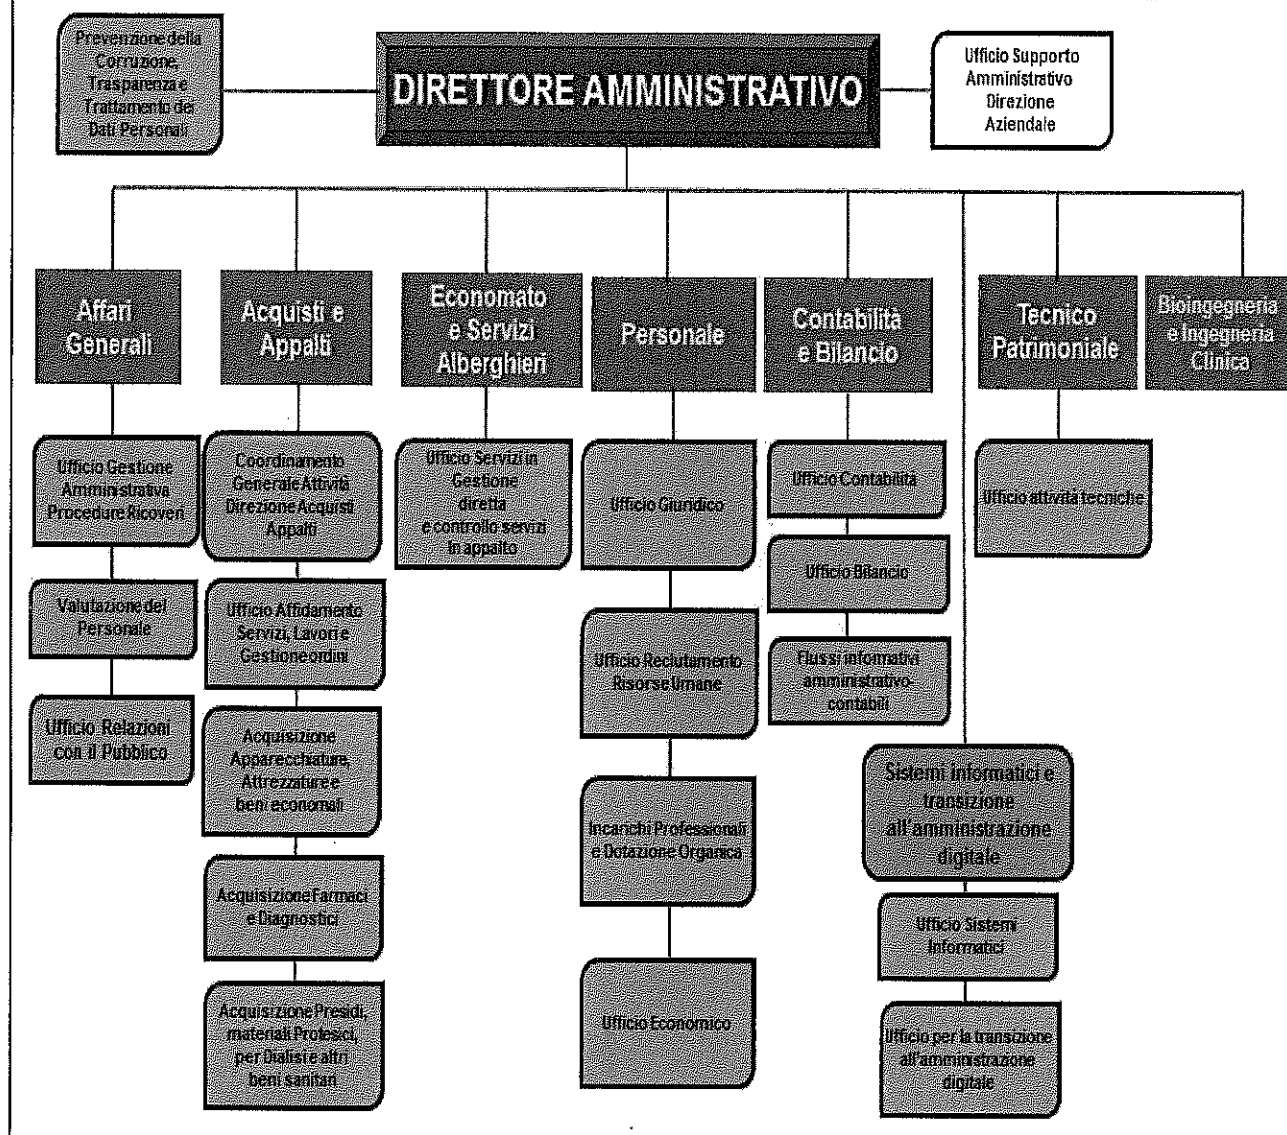 Prevenzione della
Corruzione,
Trasparenza e
Trattamento dei
Dati Personali
DIRETTORE AMMINISTRATIVO
Ufficio Supporto
Amministrativo
Direzione
Aziendale
Affari
Generali
Acquisti e
Appalti
Economato
e Servizi
Alberghieri
Personale
Contabilità
e Bilancio
Tecnico
Patrimoniale
Bioingegneria
e Ingegneria
Clinica
Ufficio Gestione
Amministrativa
Procedure Ricoveri
Valutazione del
Personale
Ufficio Relazioni
con il Pubblico
Coordinamento
Generale Attività
Direzione Acquisti
Appalti
Ufficio Affidamento
Servizi, Lavori e
Gestione ordini
Acquisizione
Apparecchiature,
Attrezzature e
beni economali
Acquisizione Farmaci
e Diagnostici
Acquisizione Presidi,
materiali Protesici,
per Dialisi e altri
beni sanitari
Ufficio Servizi in
Gestione
diretta
e controllo servizi
in appalto
Ufficio Giuridico
Ufficio Reclutamento
Risorse Umane
Incarichi Professionali
e Dotazione Organica
Ufficio Economico
Ufficio Contabilità
Ufficio Bilancio
Flussi informativi
amministrativo-
contabili
Sistemi informatici e
transizione
all'amministrazione
digitale
Ufficio Sistemi
Informatici
Ufficio per la transizione
all'amministrazione
digitale
Ufficio attività tecniche